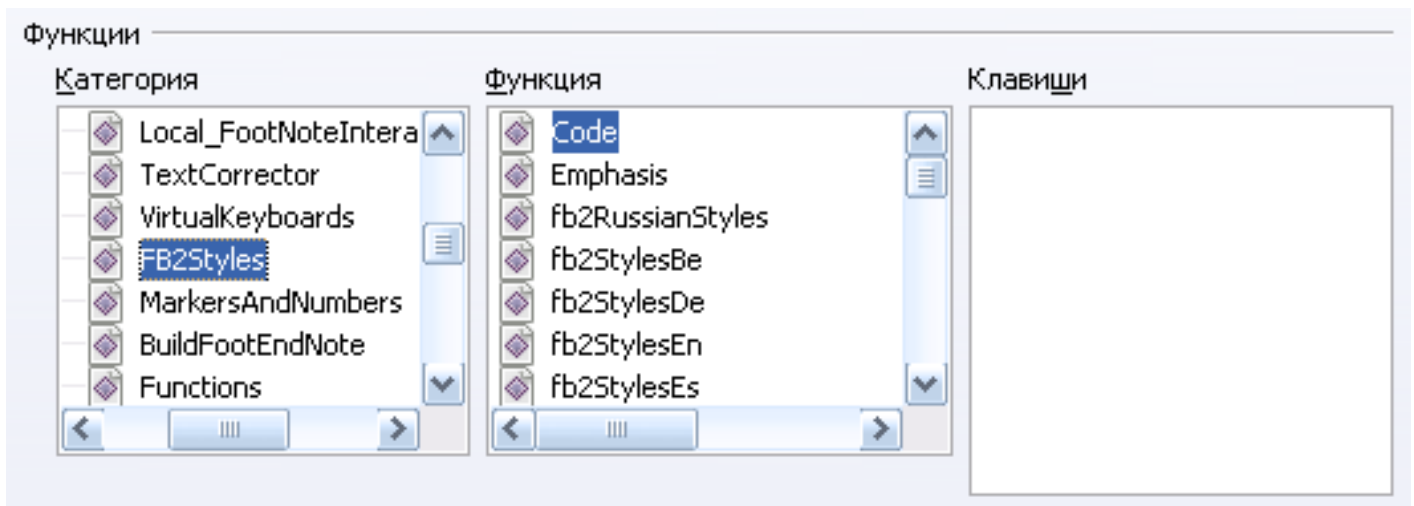 Функции
Категория
Local_FootNoteIntera
TextCorrector
VirtualKeyboards
FB2Styles
MarkersAndNumbers
BuildFootEndNote
Functions
Функция
Code
Emphasis
fb2RussianStyles
fb2StylesBe
fb2StylesDe
fb2StylesEn
fb2StylesEs
Клавиши